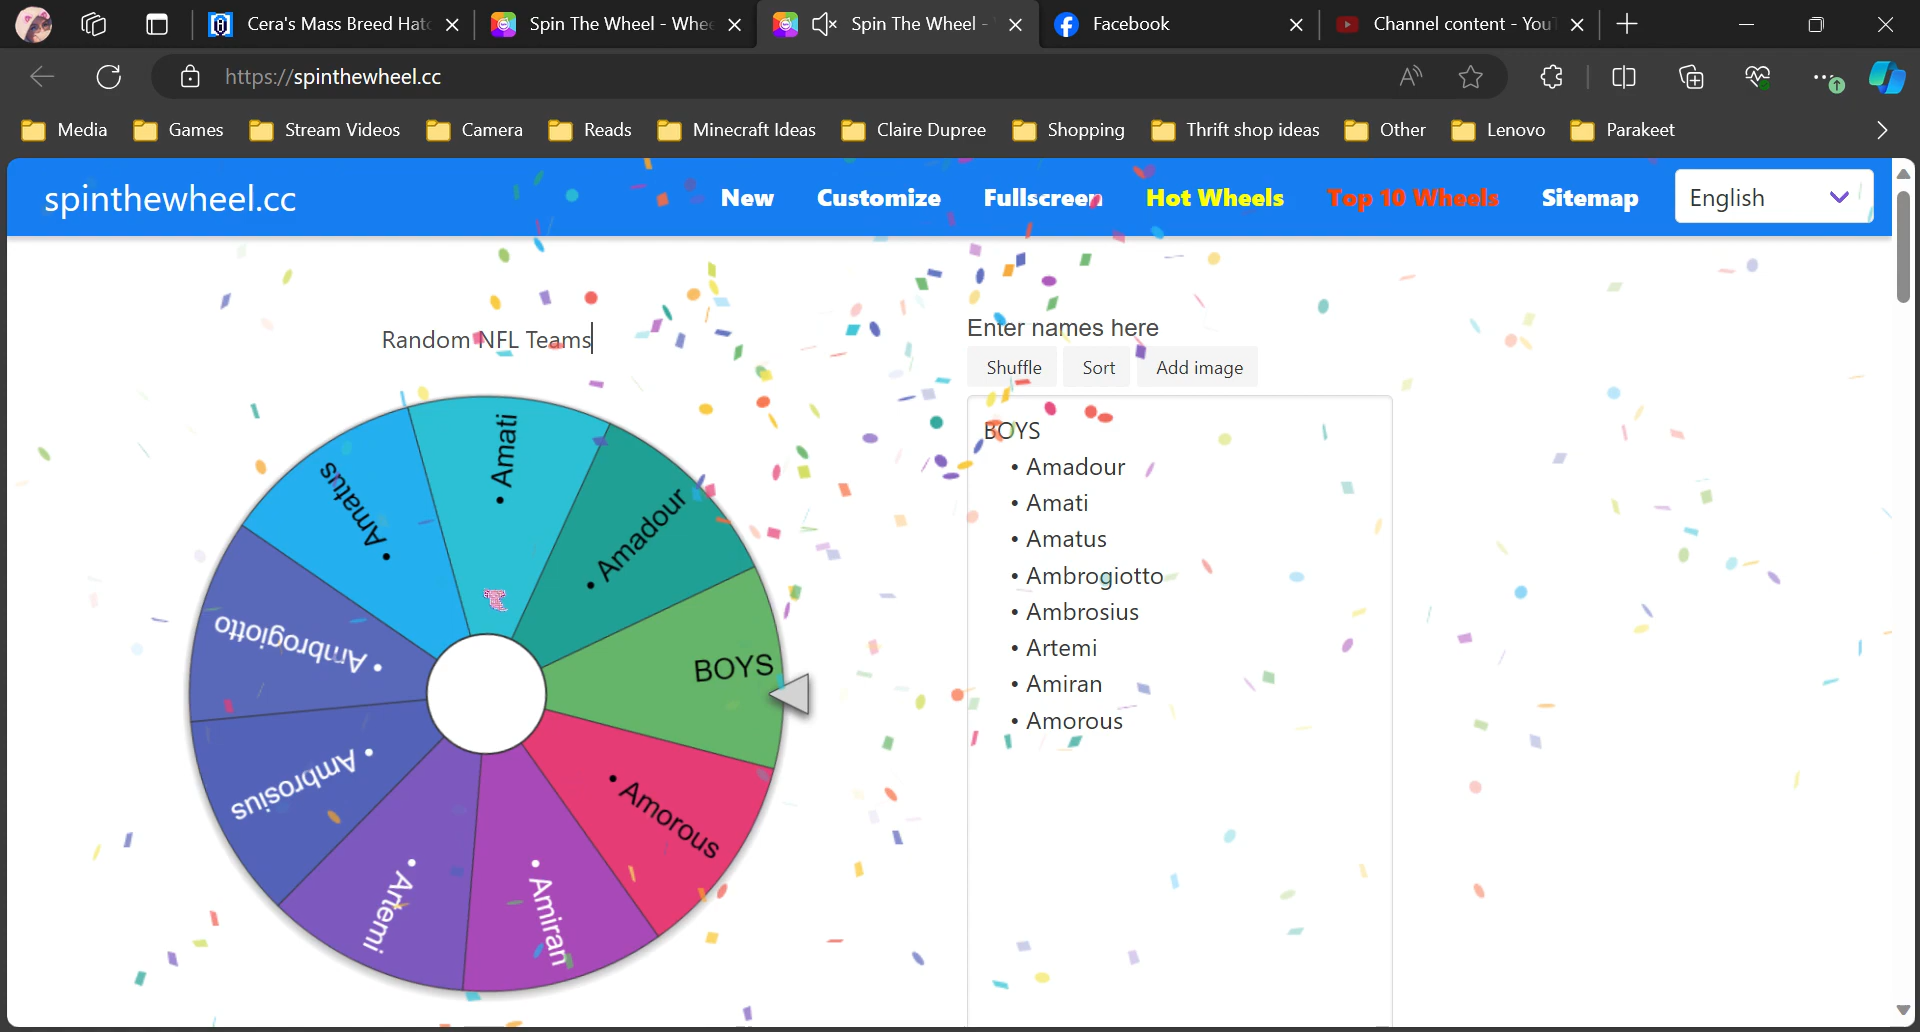 Cera's Mass Breed Hatc
Spin The Wheel - Whe
Spin The Wheel -
Facebook
Channel content - You
https://spinthewheel.cc
Media
Games
Stream Videos
Camera
Reads
Minecraft Ideas
Claire Dupree
Shopping
Thrift shop ideas
Other
Lenovo
Parakeet
spinthewheel.cc
New
Customize
Fullscreen
Hot Wheels
Top 10 Wheels
Sitemap
English
Random NFL Teams
Enter names here
Shuffle
Sort
Add image
BOYS
• Amadour
• Amati
• Amatus
• Ambrogiotto
• Ambrosius
• Artemi
• Amiran
• Amorous
• Amati
• Amadour
BOYS
• Amorous
• Amiran
• Artemi
• Ambrosius
• Ambrogiotto
• Amatus